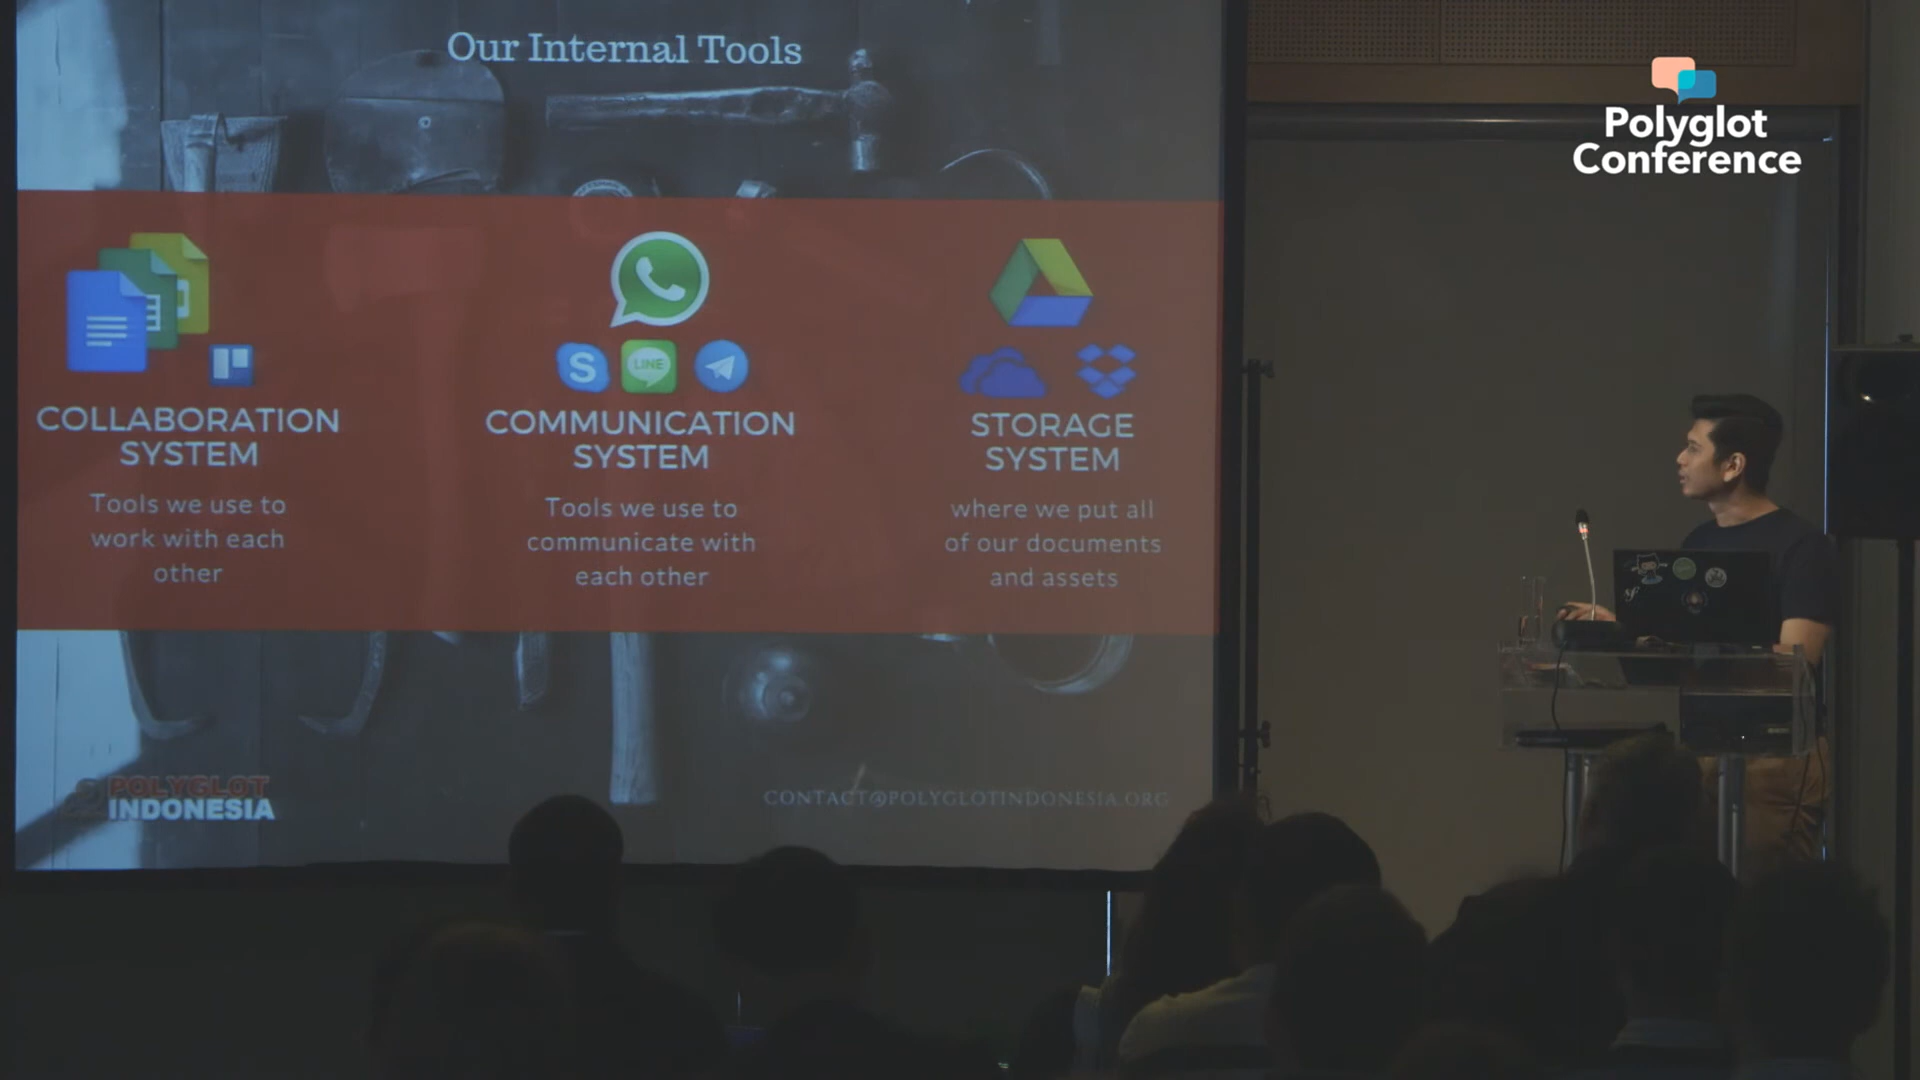 Our Internal Tools
Polyglot
Conference
S
LINE
COLLABORATION
SYSTEM
Tools we use to
work with each
other
COMMUNICATION
SYSTEM
Tools we use to
communicate with
each other
STORAGE
SYSTEM
where we put all
of our documents
and assets
POLYGLOT
INDONESIA
CONTACT@POLYGLOTINDONESIA.ORG